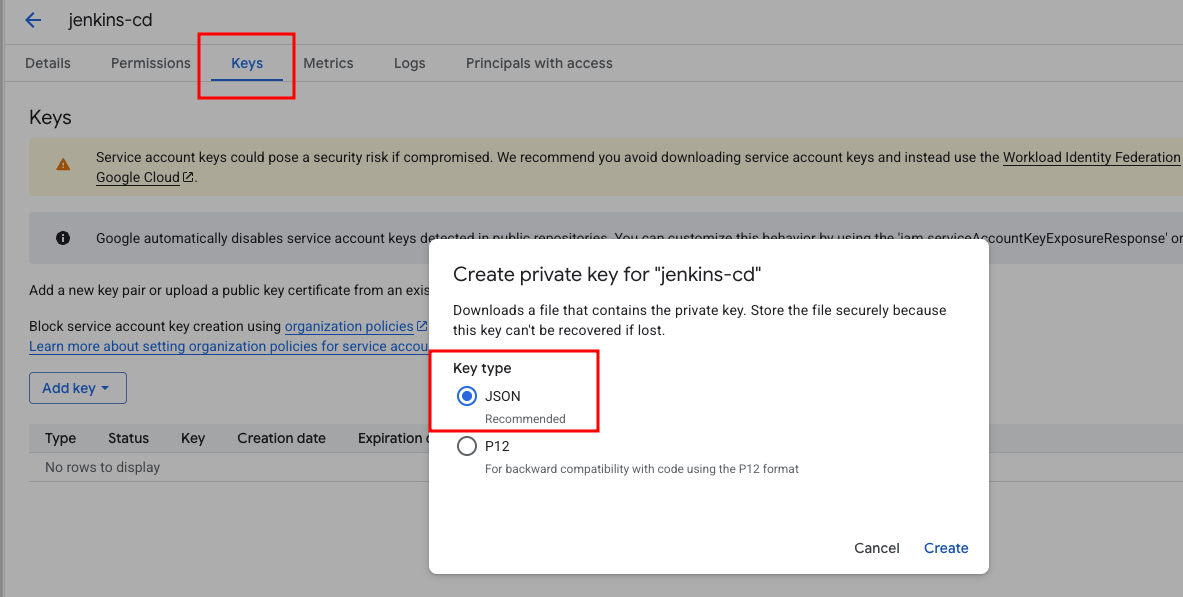 jenkins-cd
Details Permissions Keys Metrics Logs Principals with access
Keys
Service account keys could pose a security risk if compromised. We recommend you avoid downloading service account keys and instead use the Workload Identity Federation
Google Cloud.
Google automatically disables service account keys detected in public repositories. You can customize this behavior by using the 'iam.serviceAccountKeyExposureResponse' or
Add a new key pair or upload a public key certificate from an exis
Block service account key creation using organization policies
Learn more about setting organization policies for service accou
Add key
Type Status Key Creation date Expiration
No rows to display
Create private key for "jenkins-cd"
Downloads a file that contains the private key. Store the file securely because
this key can't be recovered if lost.
Key type
JSON
Recommended
P12
For backward compatibility with code using the P12 format
Cancel Create